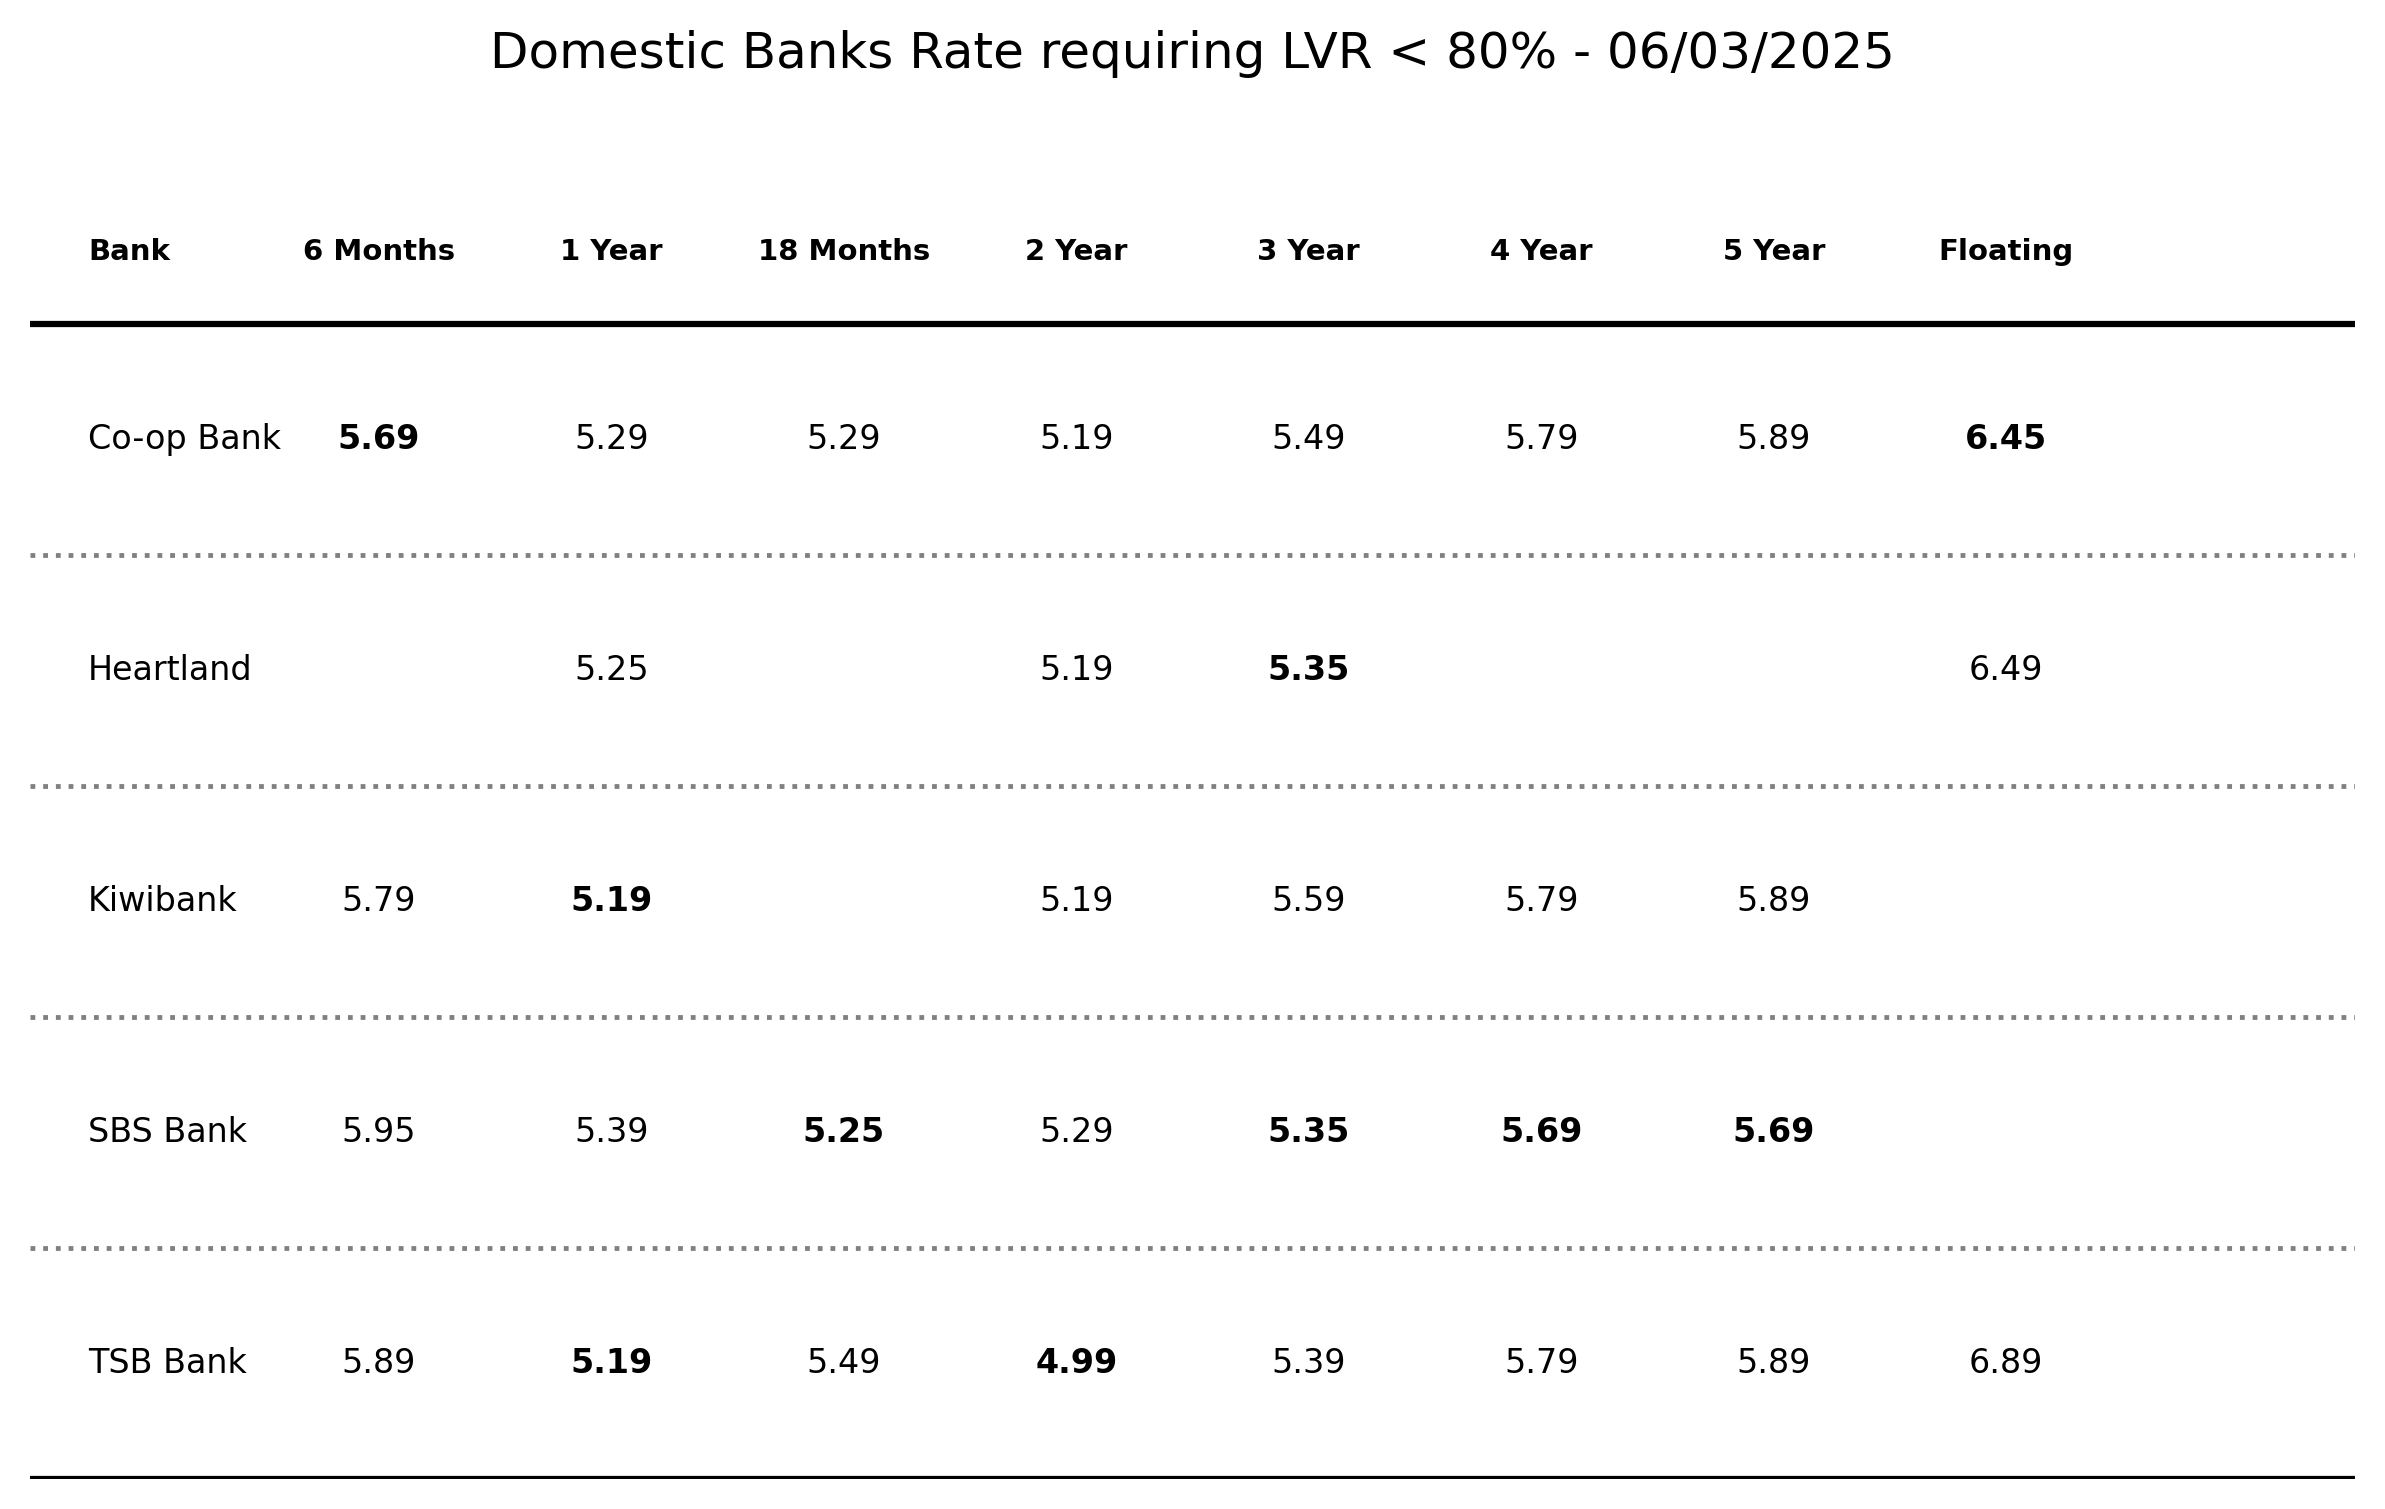 Domestic Banks Rate requiring LVR < 80% - 06/03/2025
Bank 6 Months 1 Year 18 Months 2 Year 3 Year 4 Year 5 Year Floating
Co-op Bank 5.69 5.29 5.29 5.19 5.49 5.79 5.89 6.45
Heartland 5.25 5.19 5.35 6.49
Kiwibank 5.79 5.19 5.19 5.59 5.79 5.89
SBS Bank 5.95 5.39 5.25 5.29 5.35 5.69 5.69
TSB Bank 5.89 5.19 5.49 4.99 5.39 5.79 5.89 6.89